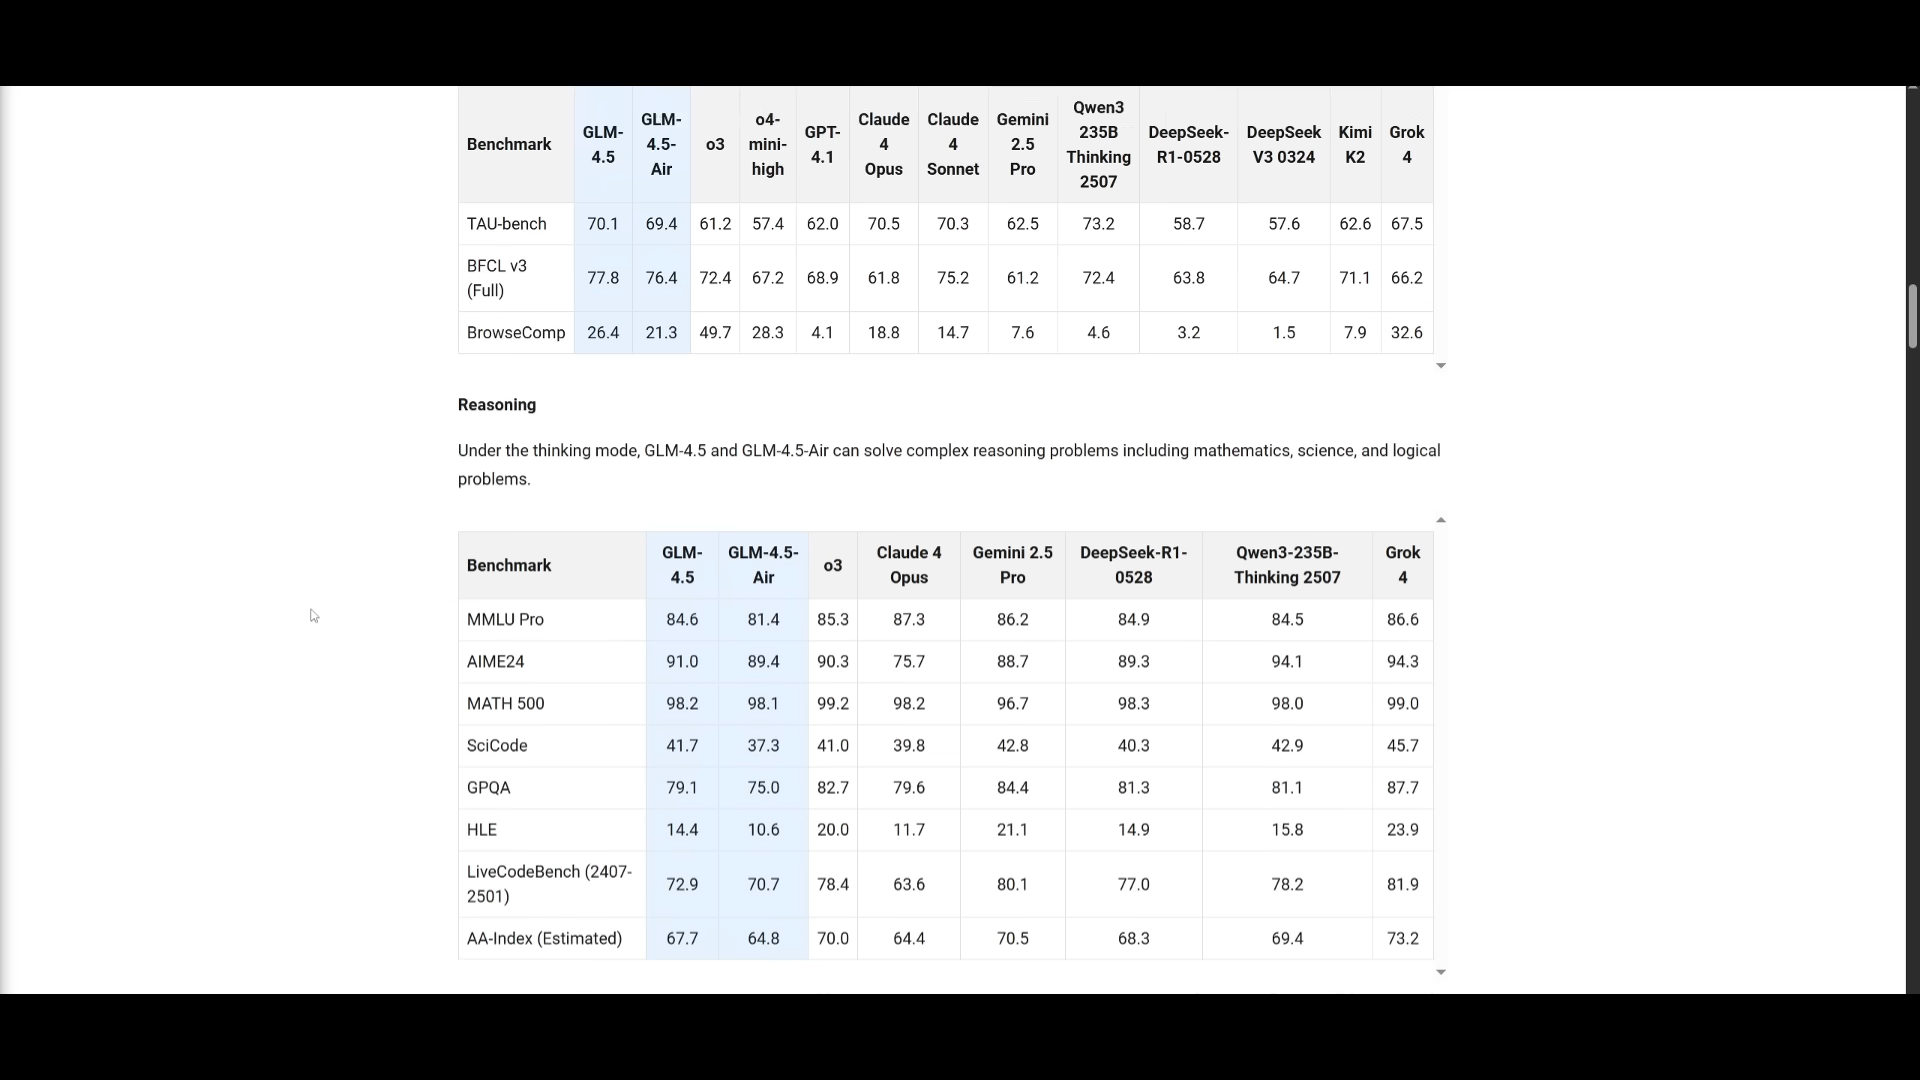 Benchmark GLM-4.5 GLM-4.5-Air o3 o4-mini-high GPT-4.1 Claude 4 Opus Claude 4 Sonnet Gemini 2.5 Pro Qwen3 235B Thinking 2507 DeepSeek-R1-0528 DeepSeek V3 0324 Kimi K2 Grok 4
TAU-bench 70.1 69.4 61.2 57.4 62.0 70.5 70.3 62.5 73.2 58.7 57.6 62.6 67.5
BFCL v3 (Full) 77.8 76.4 72.4 67.2 68.9 61.8 75.2 61.2 72.4 63.8 64.7 71.1 66.2
BrowseComp 26.4 21.3 49.7 28.3 4.1 18.8 14.7 7.6 4.6 3.2 1.5 7.9 32.6
Reasoning
Under the thinking mode, GLM-4.5 and GLM-4.5-Air can solve complex reasoning problems including mathematics, science, and logical
problems.
Benchmark GLM-4.5 GLM-4.5-Air o3 Claude 4 Opus Gemini 2.5 Pro DeepSeek-R1-0528 Qwen3-235B-Thinking 2507 Grok 4
MMLU Pro 84.6 81.4 85.3 87.3 86.2 84.9 84.5 86.6
AIME24 91.0 89.4 90.3 75.7 88.7 89.3 94.1 94.3
MATH 500 98.2 98.1 99.2 98.2 96.7 98.3 98.0 99.0
SciCode 41.7 37.3 41.0 39.8 42.8 40.3 42.9 45.7
GPQA 79.1 75.0 82.7 79.6 84.4 81.3 81.1 87.7
HLE 14.4 10.6 20.0 11.7 21.1 14.9 15.8 23.9
LiveCodeBench (2407-2501) 72.9 70.7 78.4 63.6 80.1 77.0 78.2 81.9
AA-Index (Estimated) 67.7 64.8 70.0 64.4 70.5 68.3 69.4 73.2